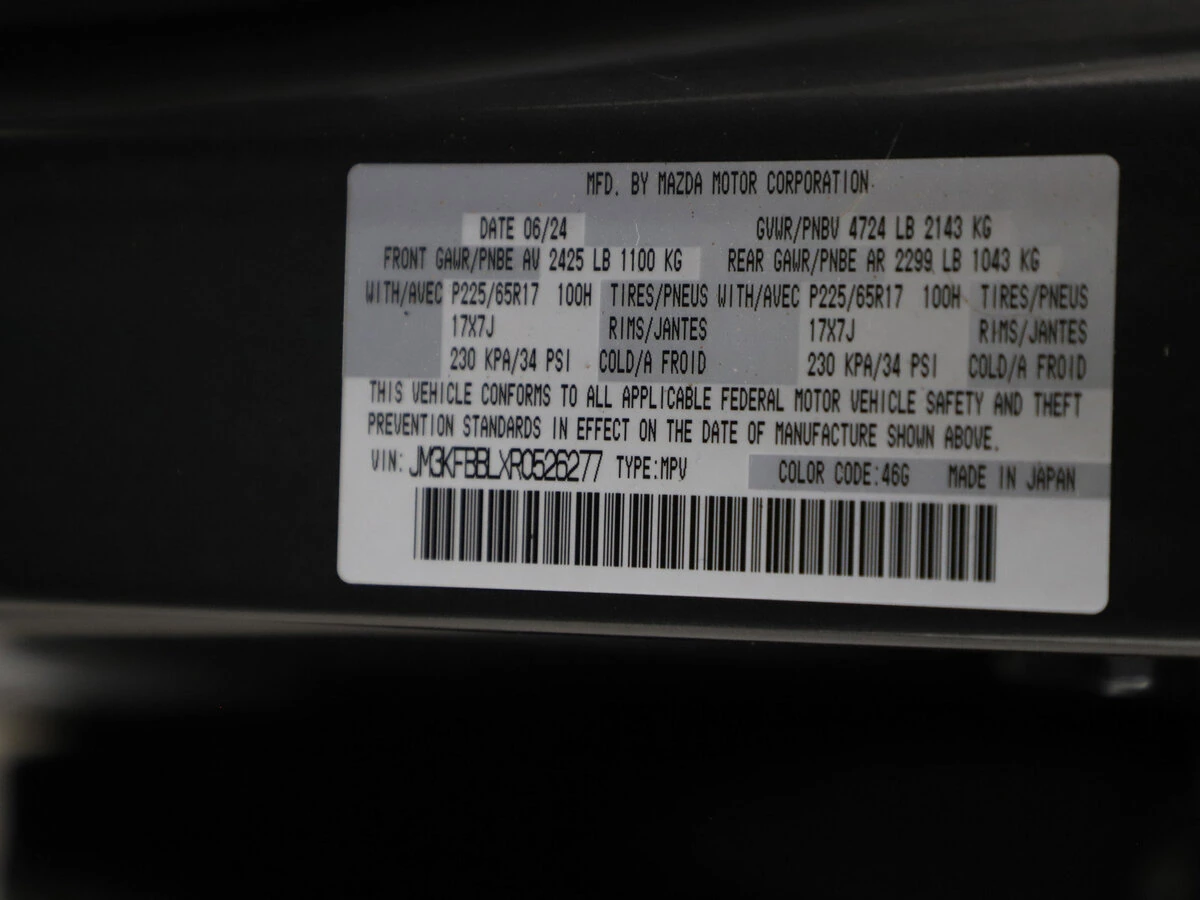 MFD. BY MAZDA MOTOR CORPORATION
DATE 06/24 GVWR/PNBV 4724 LB 2143 KG
FRONT GAWR/PNBE AV 2425 LB 1100 KG REAR GAWR/PNBE AR 2299 LB 1043 KG
WITH/AVEC P225/65R17 100H TIRES/PNEUS WITH/AVEC P225/65R17 100H TIRES/PNEUS
17X7J RIMS/JANTES 17X7J RIMS/JANTES
230 KPA/34 PSI COLD/A FROID 230 KPA/34 PSI COLD/A FROID
THIS VEHICLE CONFORMS TO ALL APPLICABLE FEDERAL MOTOR VEHICLE SAFETY AND THEFT
PREVENTION STANDARDS IN EFFECT ON THE DATE OF MANUFACTURE SHOWN ABOVE.
VIN: JM3KFBBLXR0526277 TYPE:MPV COLOR CODE:46G MADE IN JAPAN